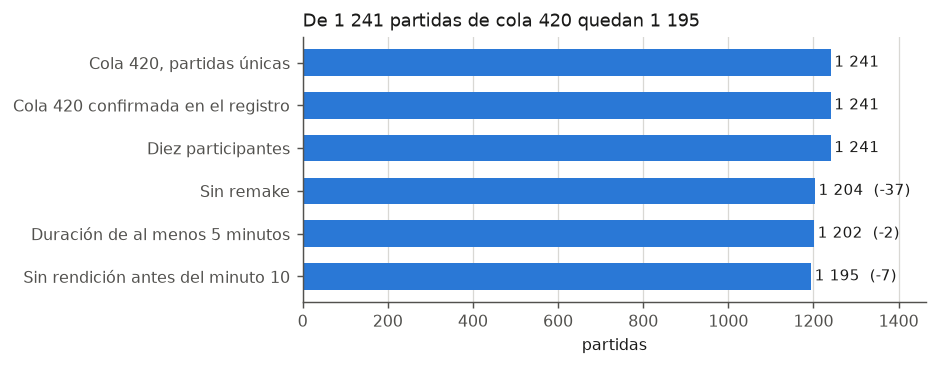 De 1 241 partidas de cola 420 quedan 1 195
Cola 420, partidas únicas 1 241
Cola 420 confirmada en el registro 1 241
Diez participantes 1 241
Sin remake 1 204 (-37)
Duración de al menos 5 minutos 1 202 (-2)
Sin rendición antes del minuto 10 1 195 (-7)
0 200 400 600 800 1000 1200 1400
partidas